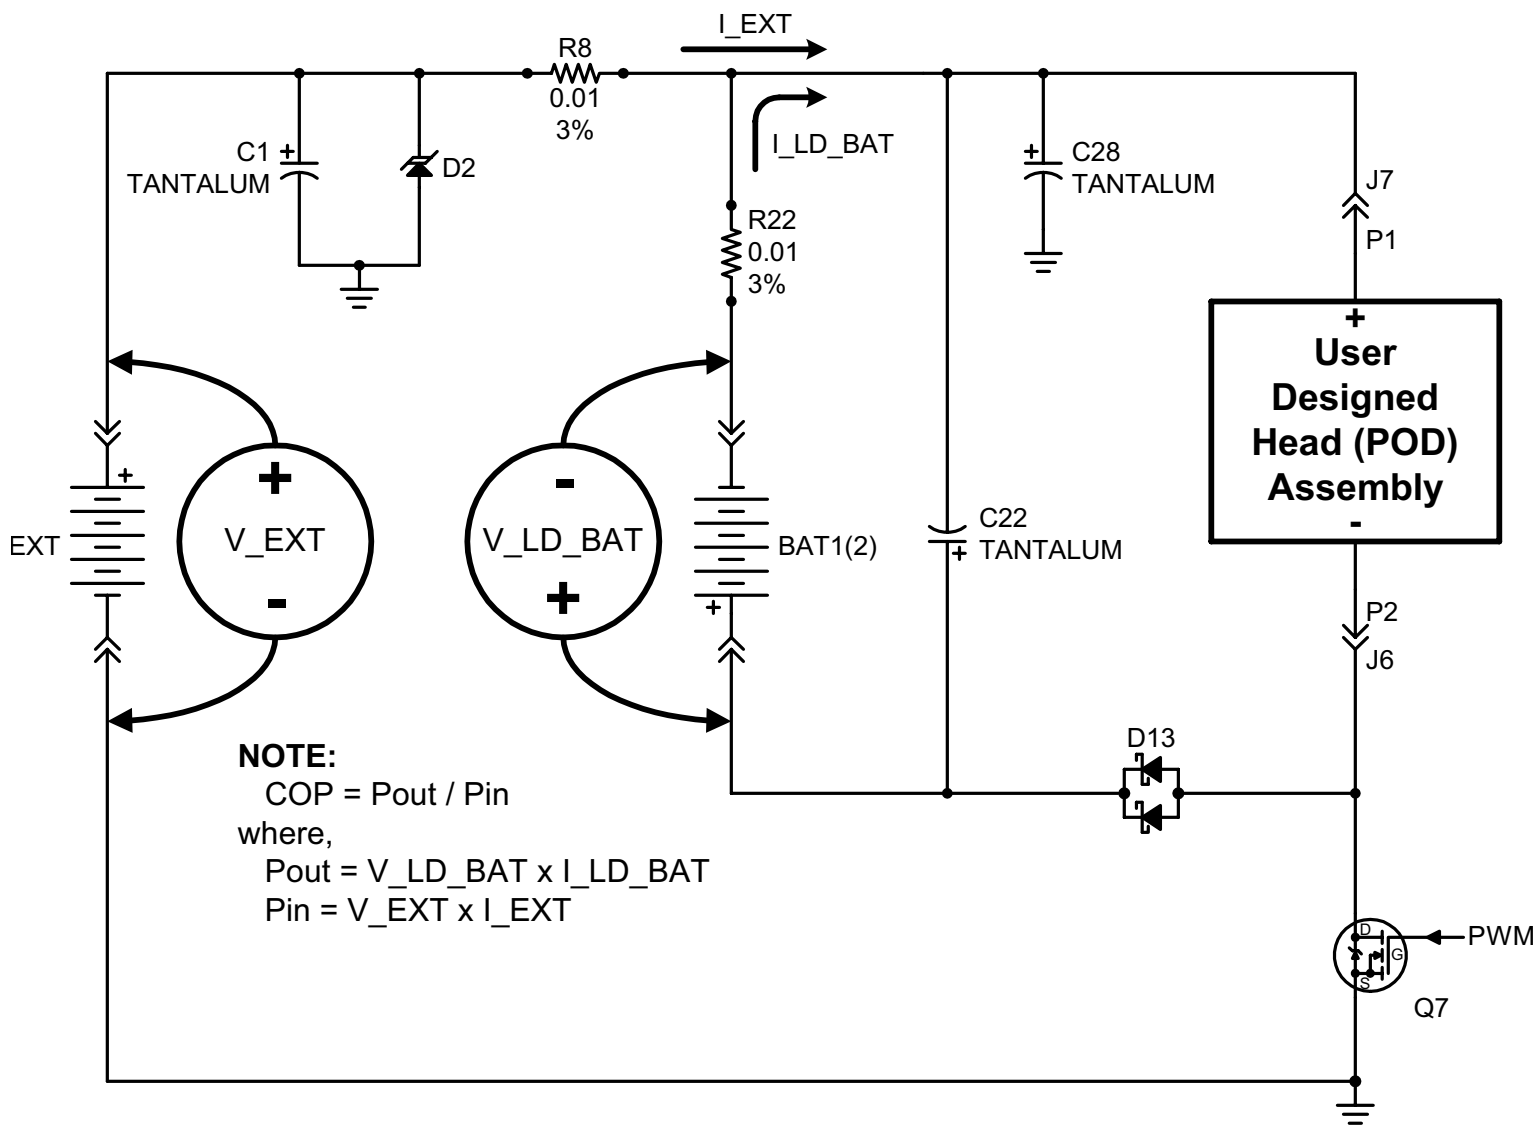 I_EXT
R8
0.01
3%
C1
+
TANTALUM
D2
I_LD_BAT
+
C28
TANTALUM
J7
P1
R22
0.01
3%
+
User
Designed
Head (POD)
Assembly
-
+
EXT
+
V_EXT
-
-
V_LD_BAT
+
BAT1(2)
+
C22
TANTALUM
+
P2
J6
D13
NOTE:
COP = Pout / Pin
where,
Pout = V_LD_BAT x I_LD_BAT
Pin = V_EXT x I_EXT
D
G
S
PWM
Q7